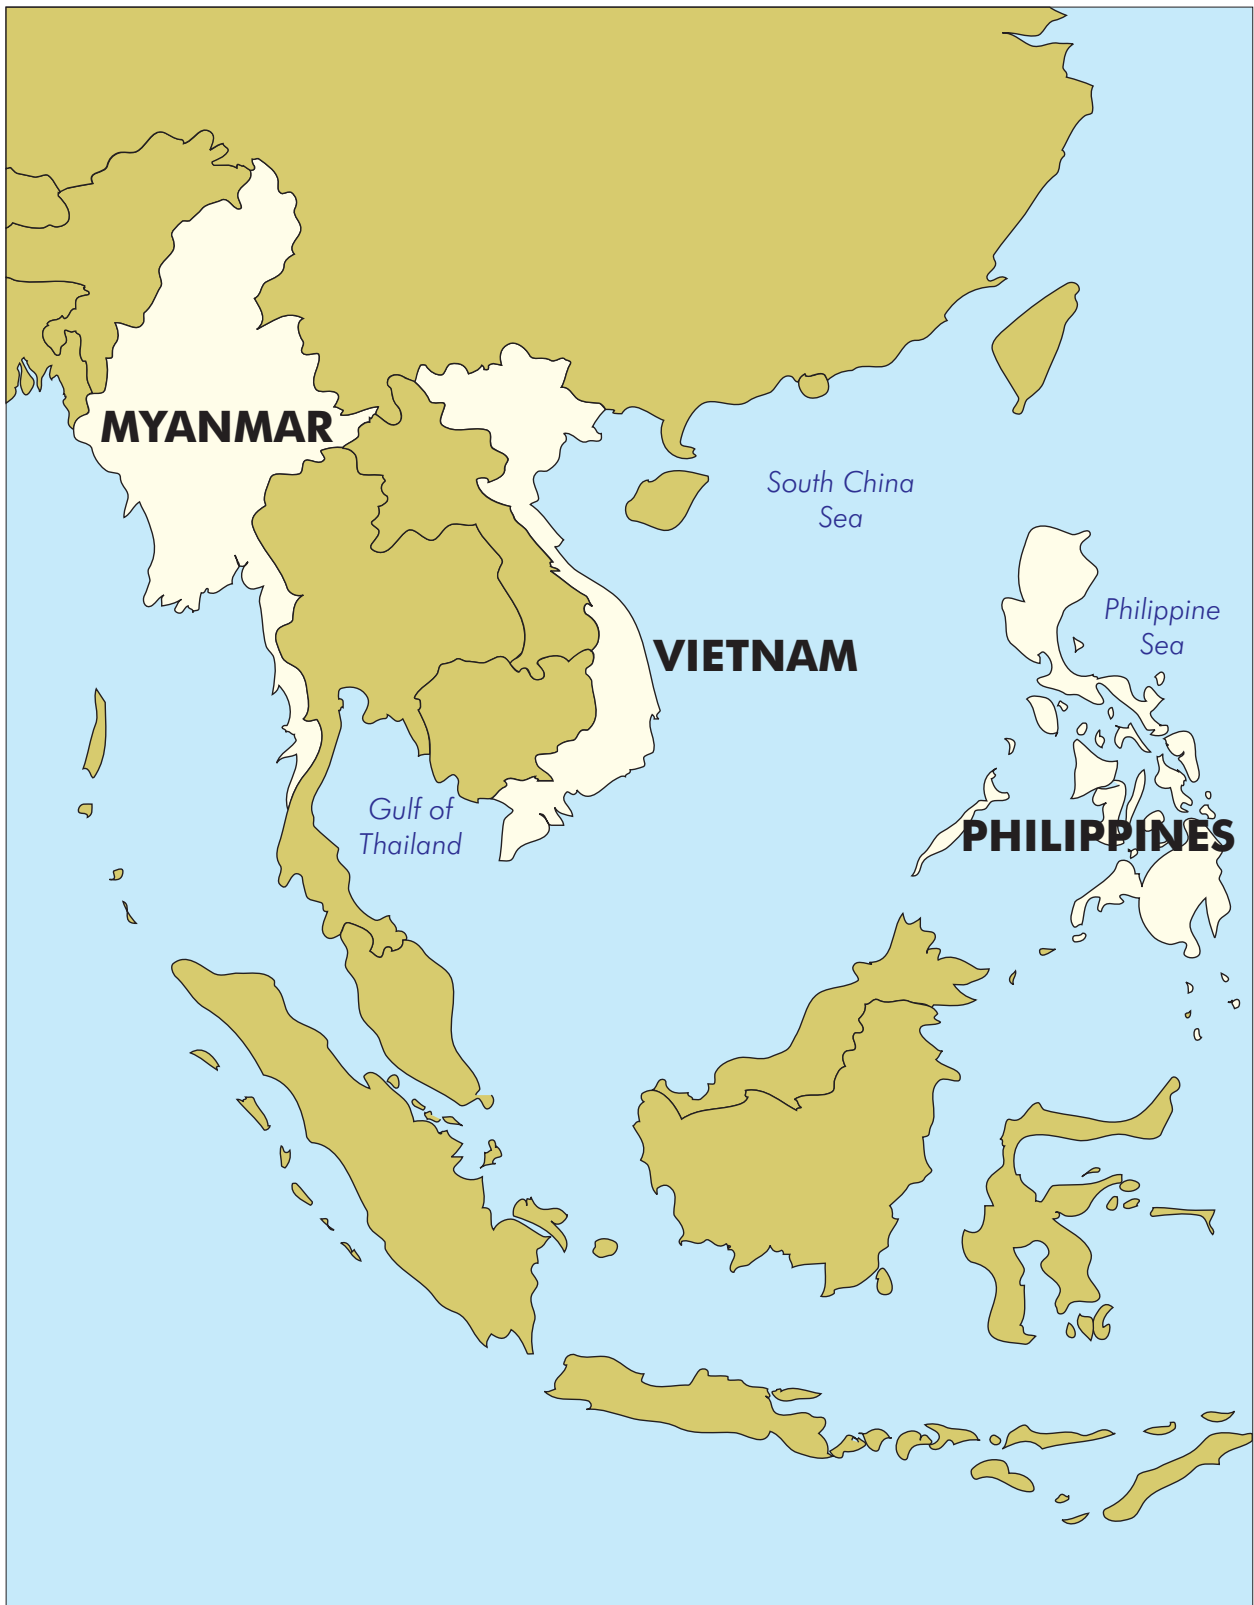 MYANMAR
South China
Sea
Philippine
Sea
VIETNAM
Gulf of
Thailand
PHILIPPINES